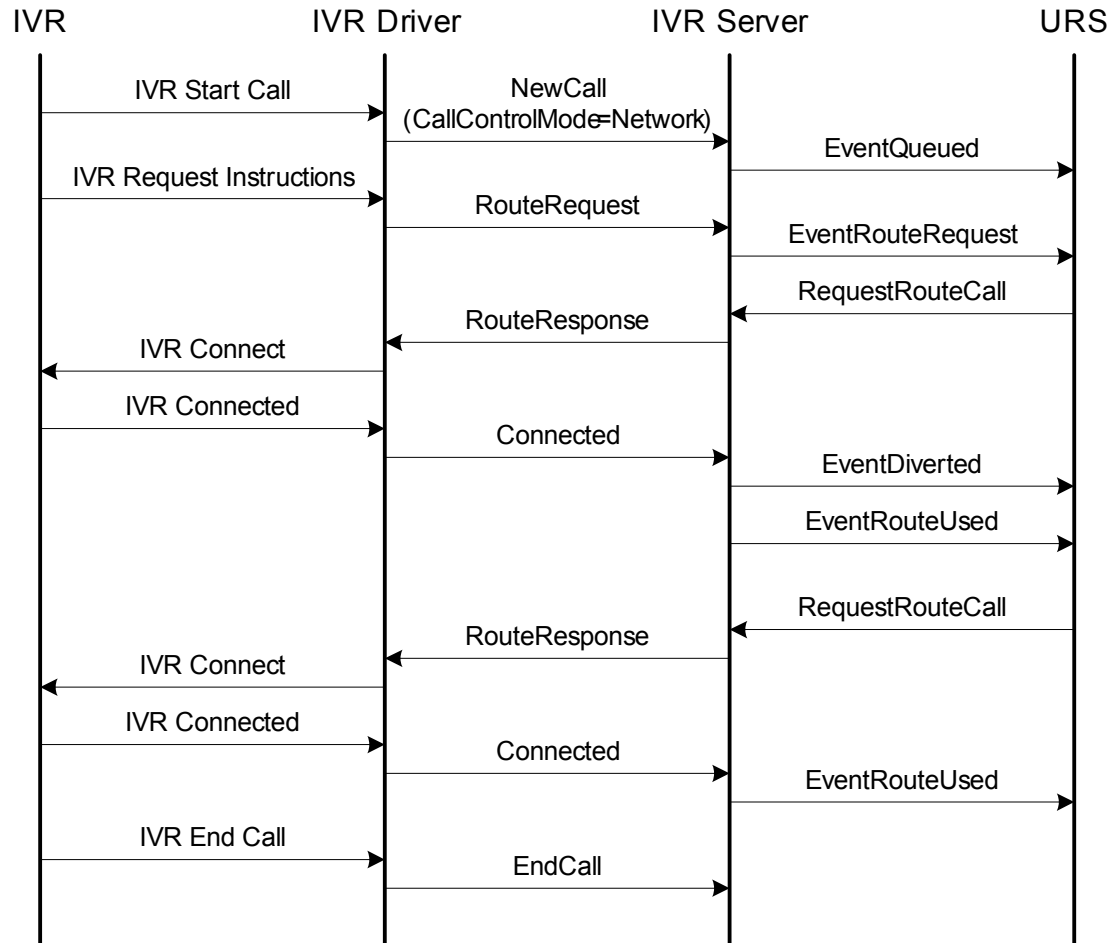 IVR
IVR Driver
IVR Server
URS
IVR Start Call
NewCall
(CallControlMode=Network)
EventQueued
IVR Request Instructions
RouteRequest
EventRouteRequest
RequestRouteCall
RouteResponse
IVR Connect
IVR Connected
Connected
EventDiverted
EventRouteUsed
RequestRouteCall
RouteResponse
IVR Connect
IVR Connected
Connected
EventRouteUsed
IVR End Call
EndCall